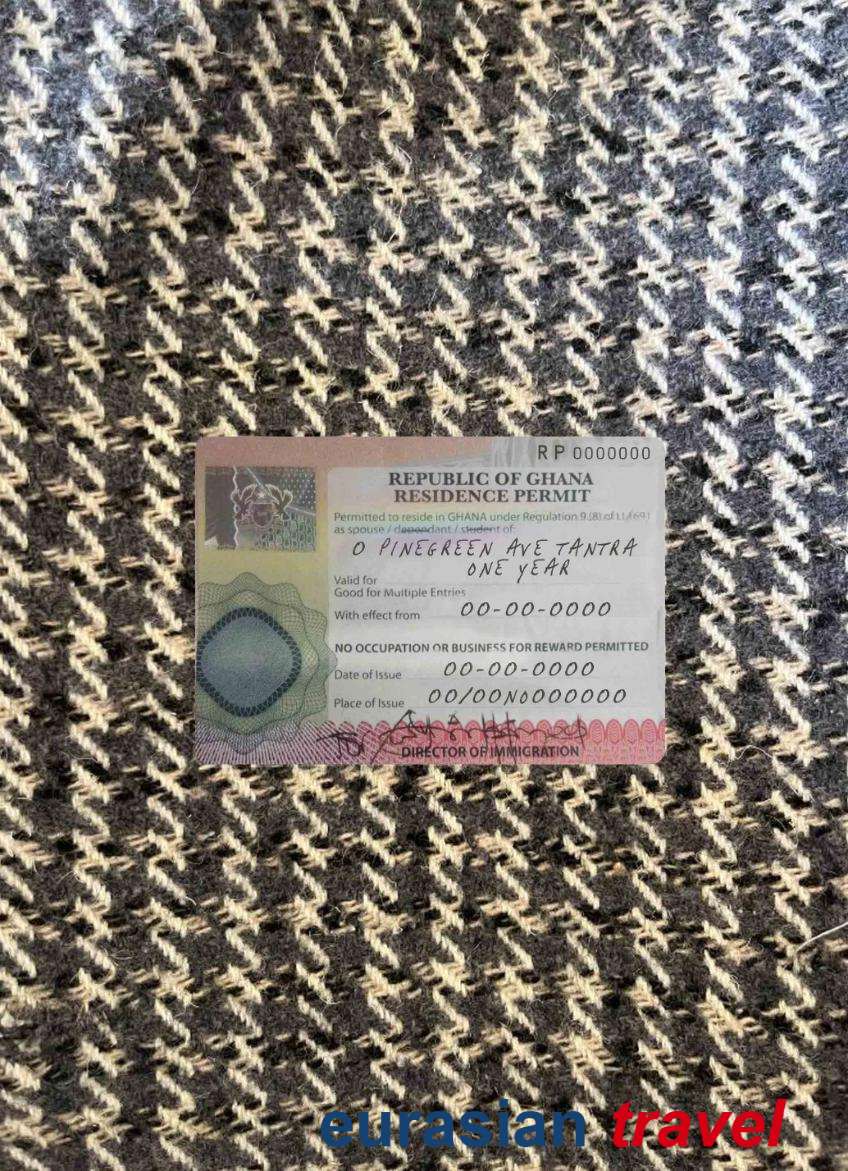 RP 0000000
REPUBLIC OF GHANA
RESIDENCE PERMIT
Permitted to reside in GHANA under Regulation 9.(8) of L.I.(691
as spouse / dependant / student of:
0 PINEGREEN AVE TANTRA
ONE YEAR
Valid for
Good for Multiple Entries
With effect from 00-00-0000
NO OCCUPATION OR BUSINESS FOR REWARD PERMITTED
Date of Issue 00-00-0000
Place of Issue 00/00No000000
DIRECTOR OF IMMIGRATION
eurasian travel